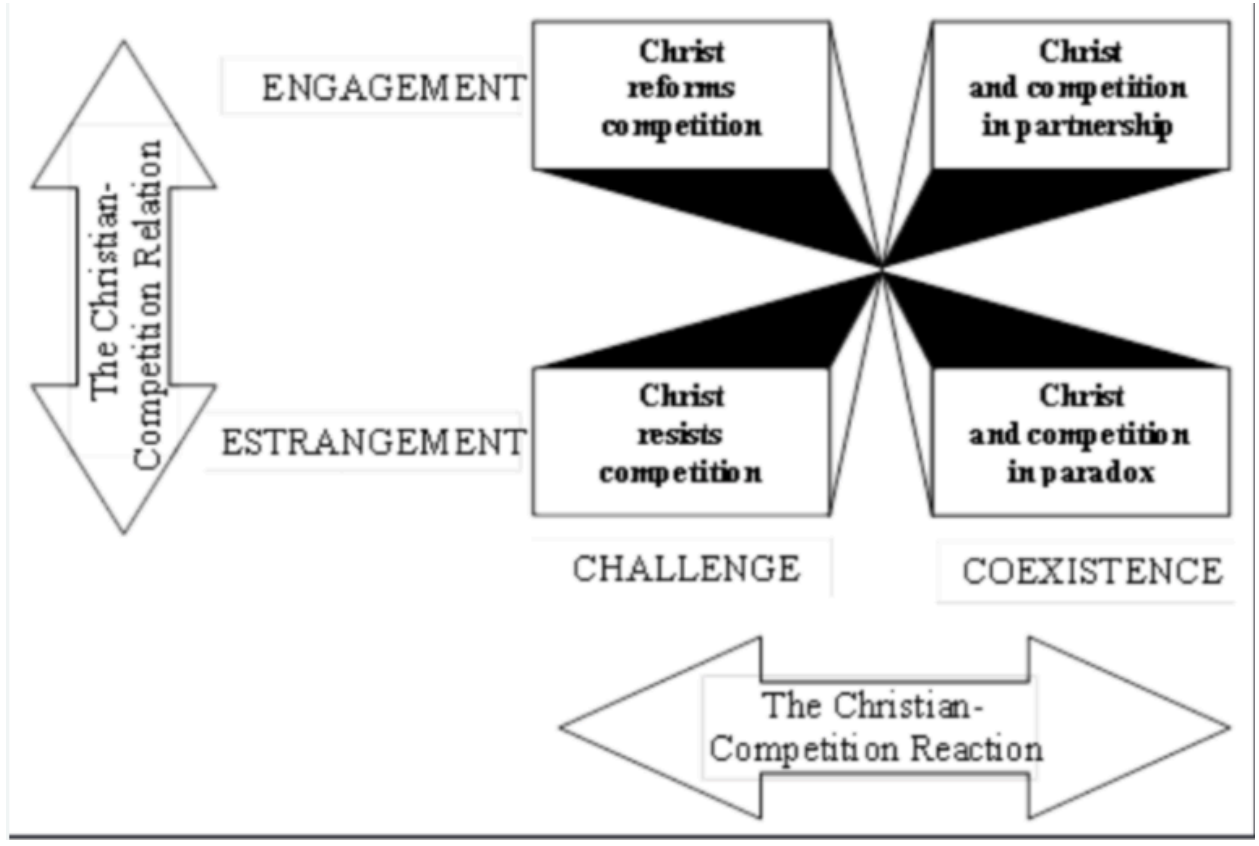 ENGAGEMENT
Christ
reforms
competition
Christ
and competition
in partnership
The Christian-
Competition Relation
ESTRANGEMENT
Christ
resists
competition
Christ
and competition
in paradox
CHALLENGE
COEXISTENCE
The Christian-
Competition Reaction